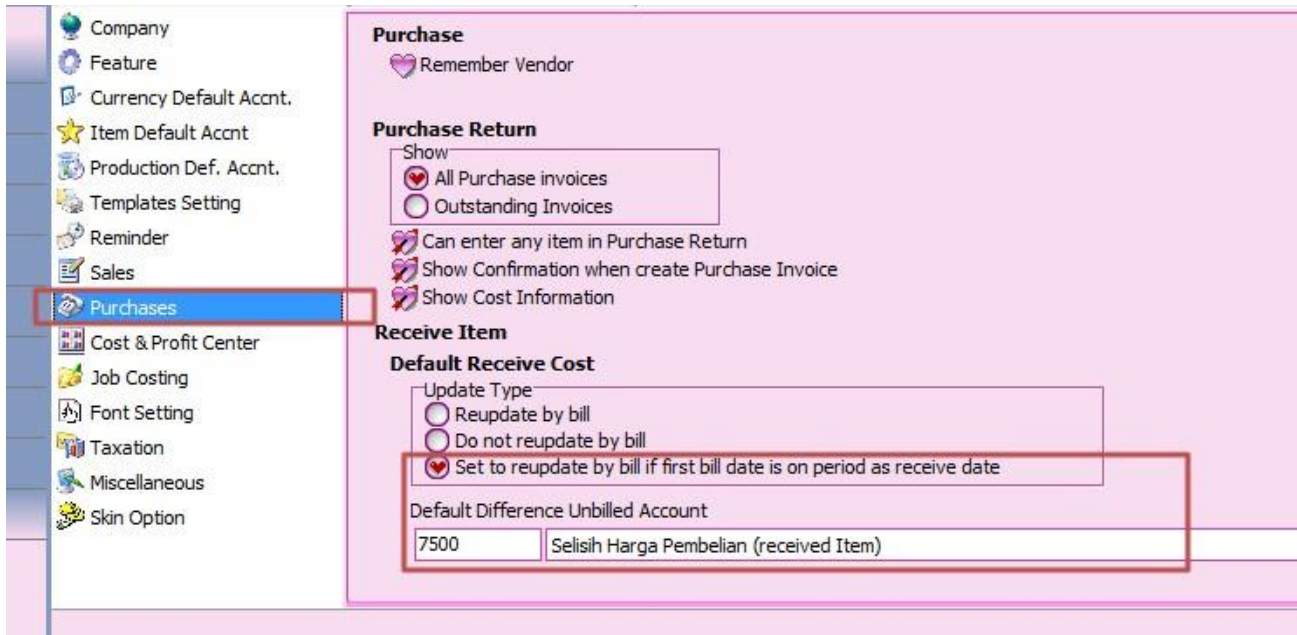 Company
Feature
Currency Default Accnt.
Item Default Accnt
Production Def. Accnt.
Templates Setting
Reminder
Sales
Purchases
Cost & Profit Center
Job Costing
Font Setting
Taxation
Miscellaneous
Skin Option
Purchase
Remember Vendor
Purchase Return
Show
All Purchase invoices
Outstanding Invoices
Can enter any item in Purchase Return
Show Confirmation when create Purchase Invoice
Show Cost Information
Receive Item
Default Receive Cost
Update Type
Reupdate by bill
Do not reupdate by bill
Set to reupdate by bill if first bill date is on period as receive date
Default Difference Unbilled Account
7500 Selisih Harga Pembelian (received Item)